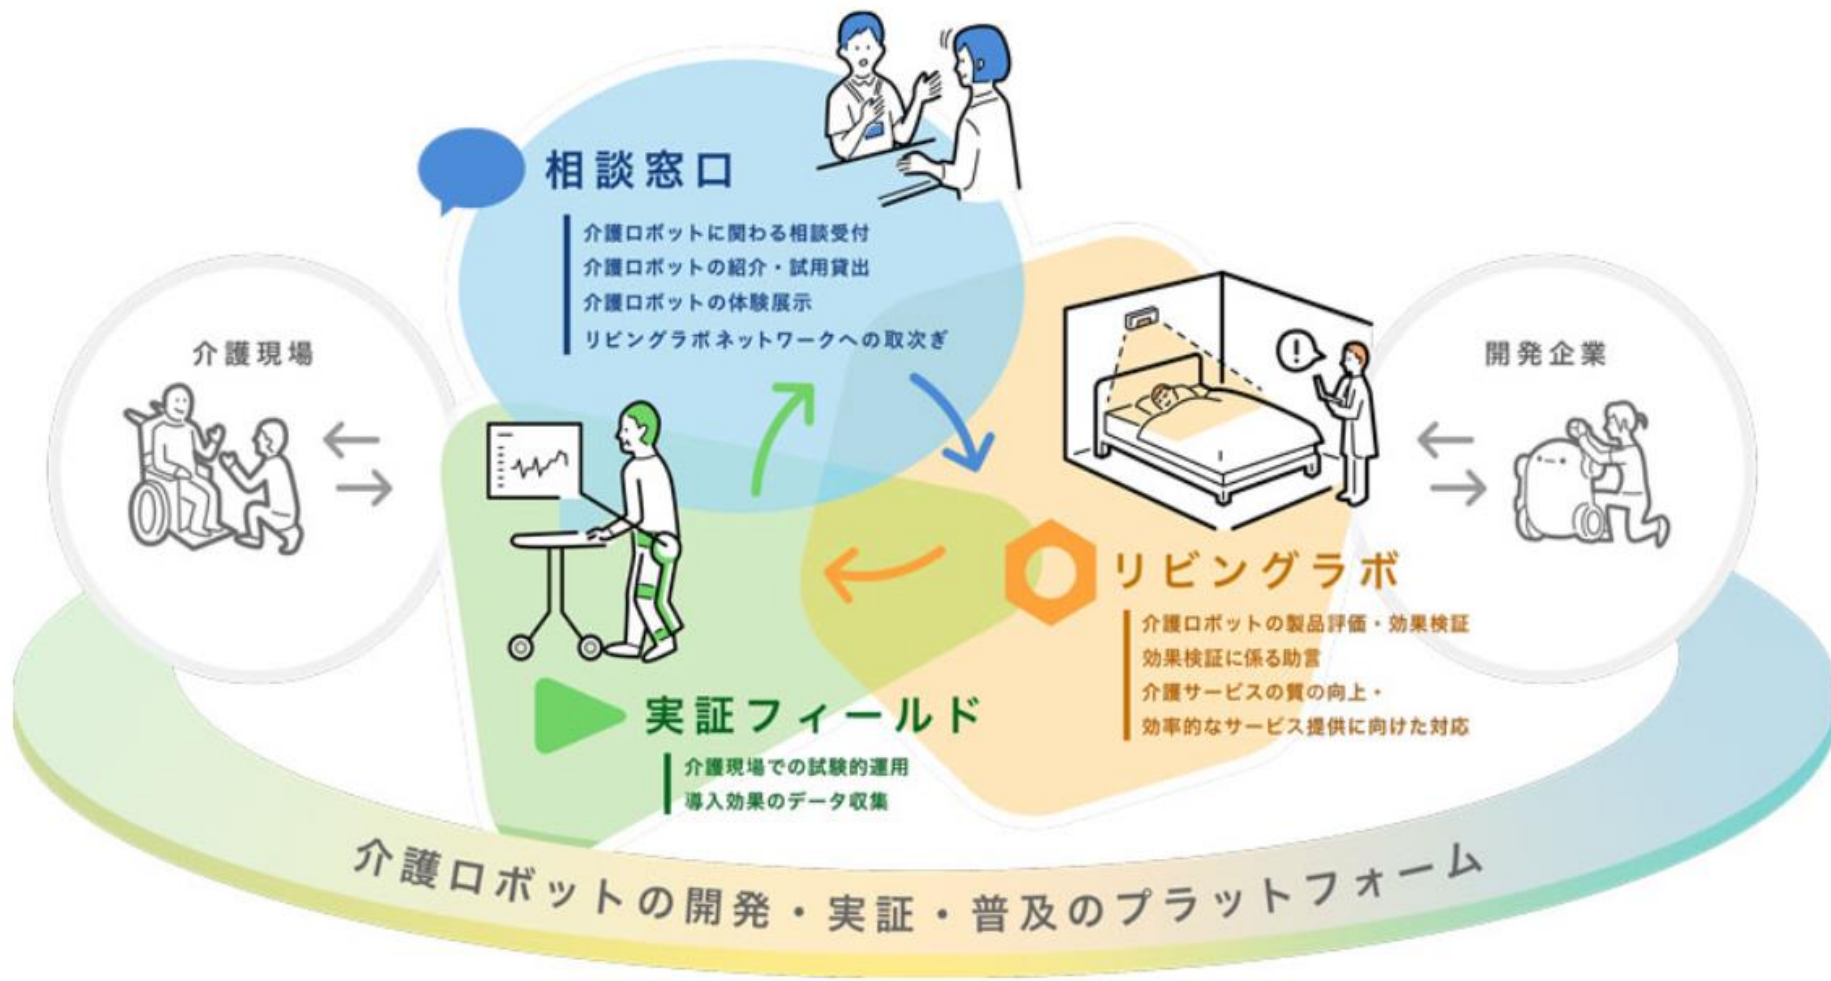 相談窓口
介護ロボットに関わる相談受付
介護ロボットの紹介・試用貸出
介護ロボットの体験展示
リビングラボネットワークへの取次ぎ
介護現場
開発企業
!
リビングラボ
介護ロボットの製品評価・効果検証
効果検証に係る助言
介護サービスの質の向上・
効率的なサービス提供に向けた対応
実証フィールド
介護現場での試験的運用
導入効果のデータ収集
介護ロボットの開発・実証・普及のプラットフォーム